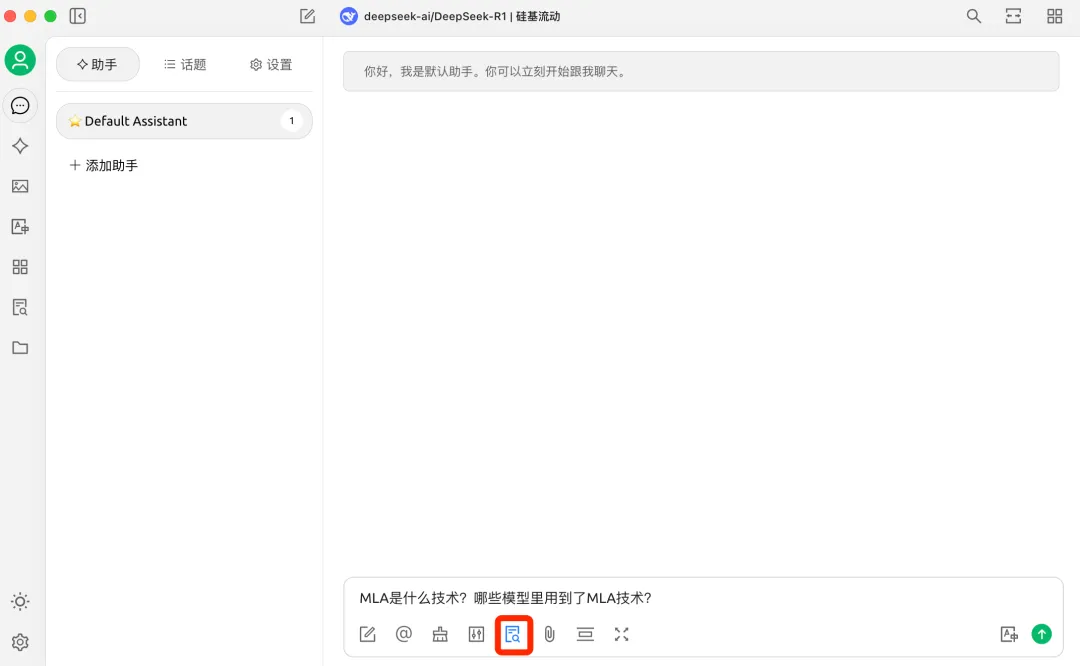 deepseek-ai/DeepSeek-R1 | 硅基流动
助手
话题
设置
Default Assistant
1
添加助手
你好，我是默认助手。你可以立刻开始跟我聊天。
MLA是什么技术？哪些模型里用到了MLA技术？